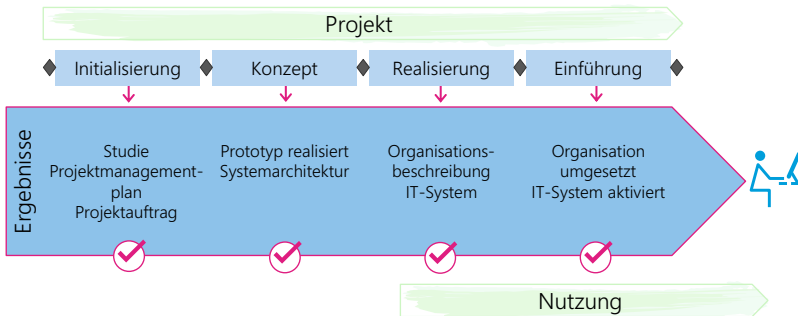 Projekt
Initialisierung
Konzept
Realisierung
Einführung
Ergebnisse
Studie
Projektmanagement-
plan
Projektauftrag
Prototyp realisiert
Systemarchitektur
Organisations-
beschreibung
IT-System
Organisation
umgesetzt
IT-System aktiviert
Nutzung